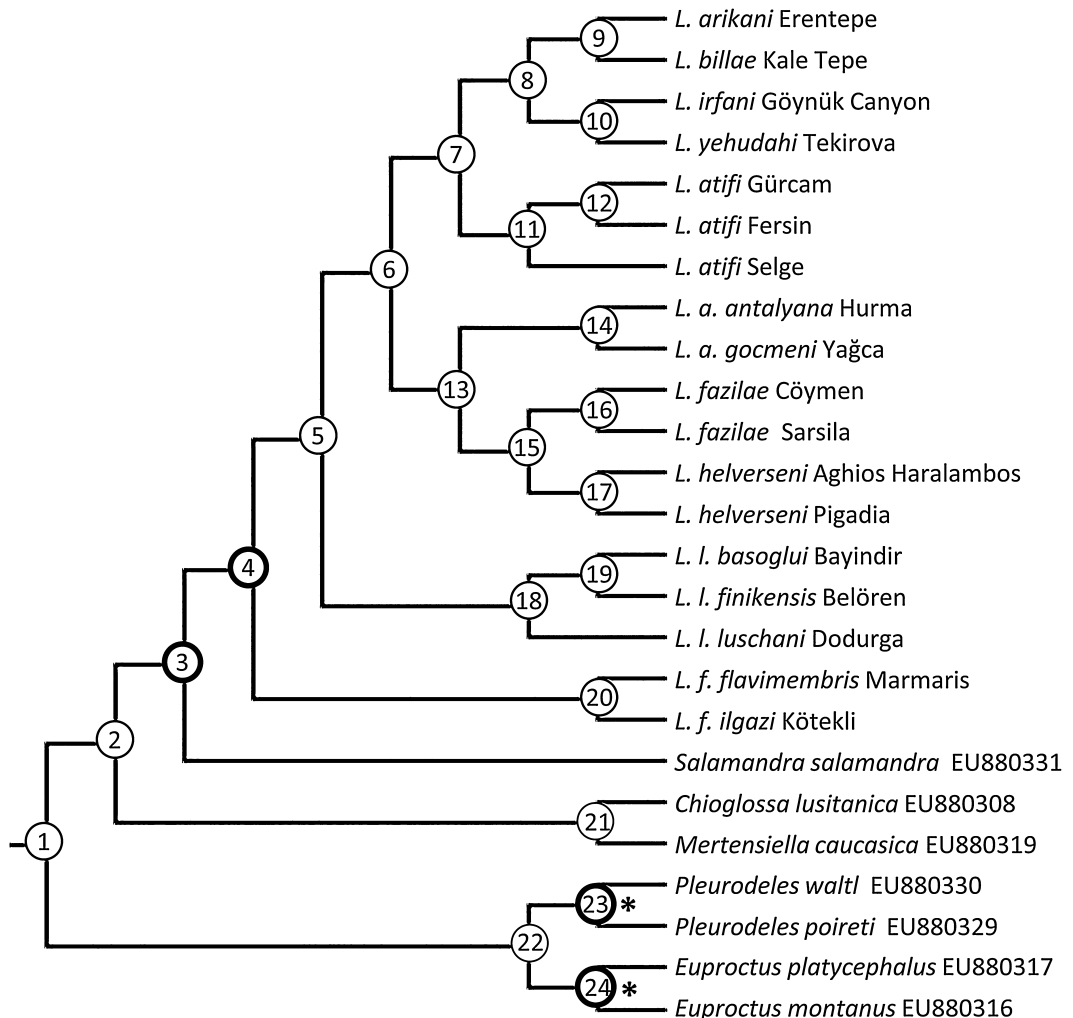 L. arikani Erentepe
9
L. billae Kale Tepe
8
L. irfani Göynük Canyon
10
L. yehudahi Tekirova
7
L. atifi Gürcam
12
L. atifi Fersin
11
L. atifi Selge
6
L. a. antalyana Hurma
14
L. a. gocmeni Yağca
13
L. fazilae Cöymen
16
L. fazilae Sarsila
5
15
L. helverseni Aghios Haralambos
17
L. helverseni Pigadia
L. l. basoglui Bayindir
4
19
L. l. finikensis Belören
18
L. l. luschani Dodurga
3
L. f. flavimembris Marmaris
20
L. f. ilgazi Kötekli
2
Salamandra salamandra EU880331
Chioglossa lusitanica EU880308
21
1
Mertensiella caucasica EU880319
Pleurodeles waltl EU880330
23 *
Pleurodeles poireti EU880329
22
Euproctus platycephalus EU880317
24 *
Euproctus montanus EU880316